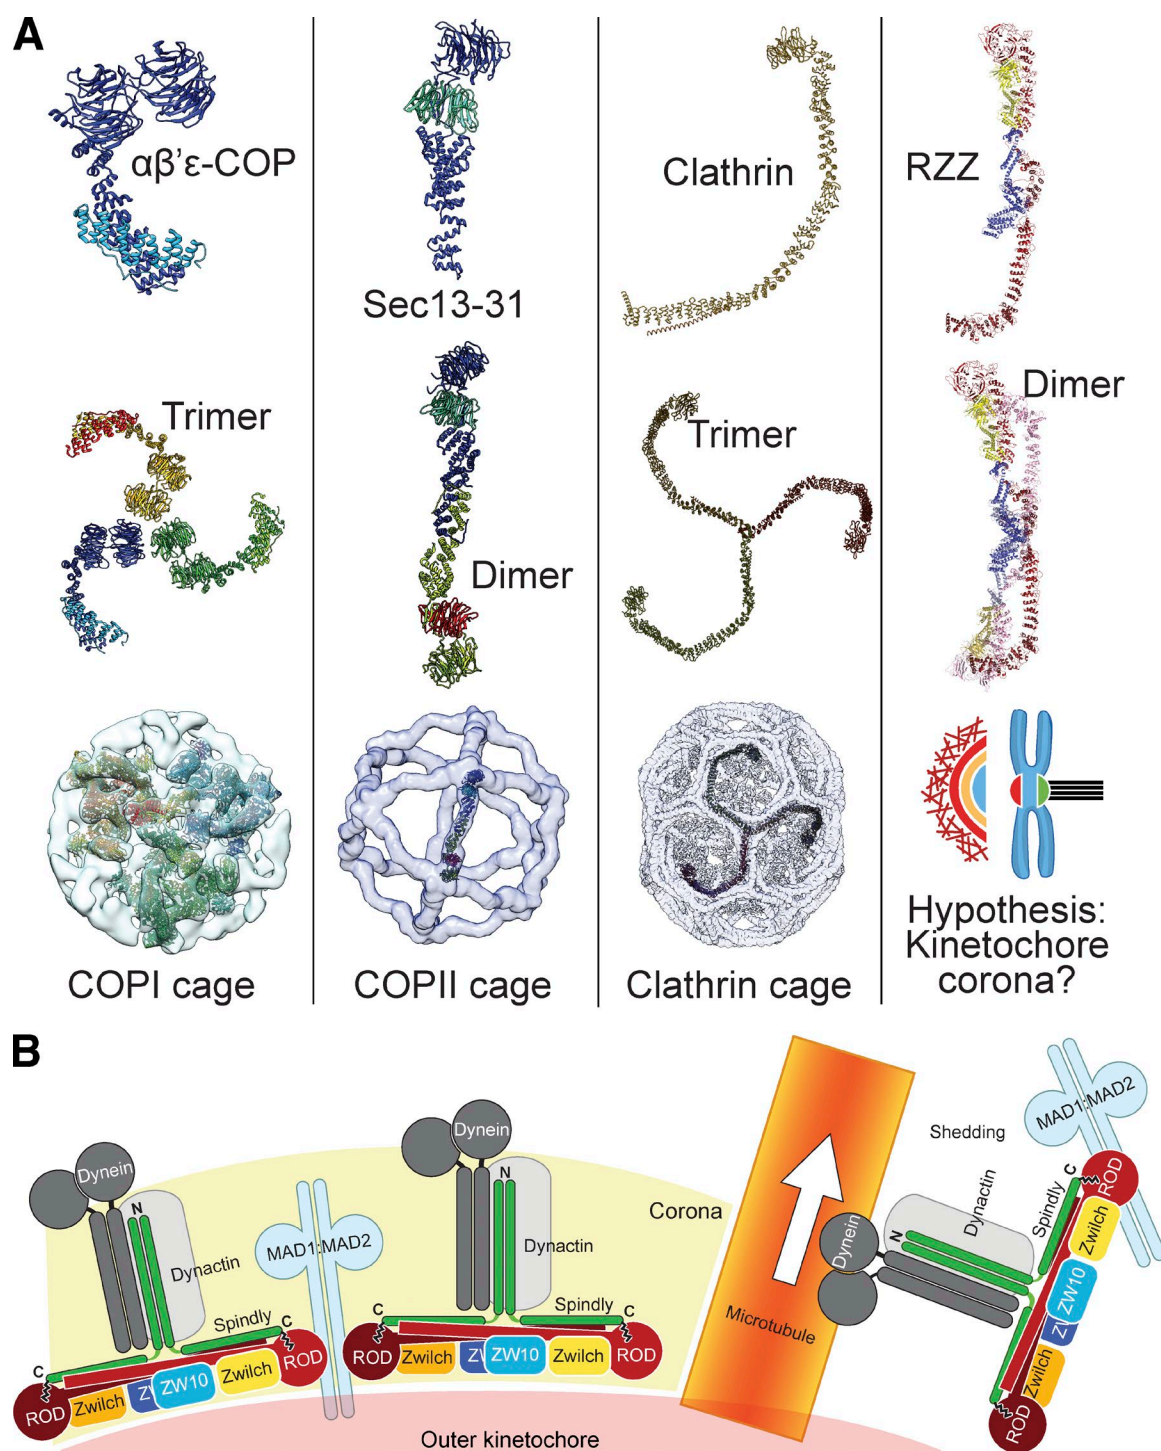 A
αβ’ε-COP
Sec13-31
Clathrin
RZZ
Trimer
Dimer
Trimer
Dimer
COPI cage
COPII cage
Clathrin cage
Hypothesis:
Kinetochore
corona?
B
Dynein
N
Dynactin
Spindly
C
C
ROD
Zwilch
ZW10
Zwilch
ROD
MAD1:MAD2
Dynein
N
Dynactin
Spindly
C
C
ROD
Zwilch
ZW10
Zwilch
ROD
Corona
Outer kinetochore
Microtubule
Shedding
MAD1:MAD2
Dynein
N
Dynactin
Spindly
C
ROD
Zwilch
ZW10
Zwilch
ROD